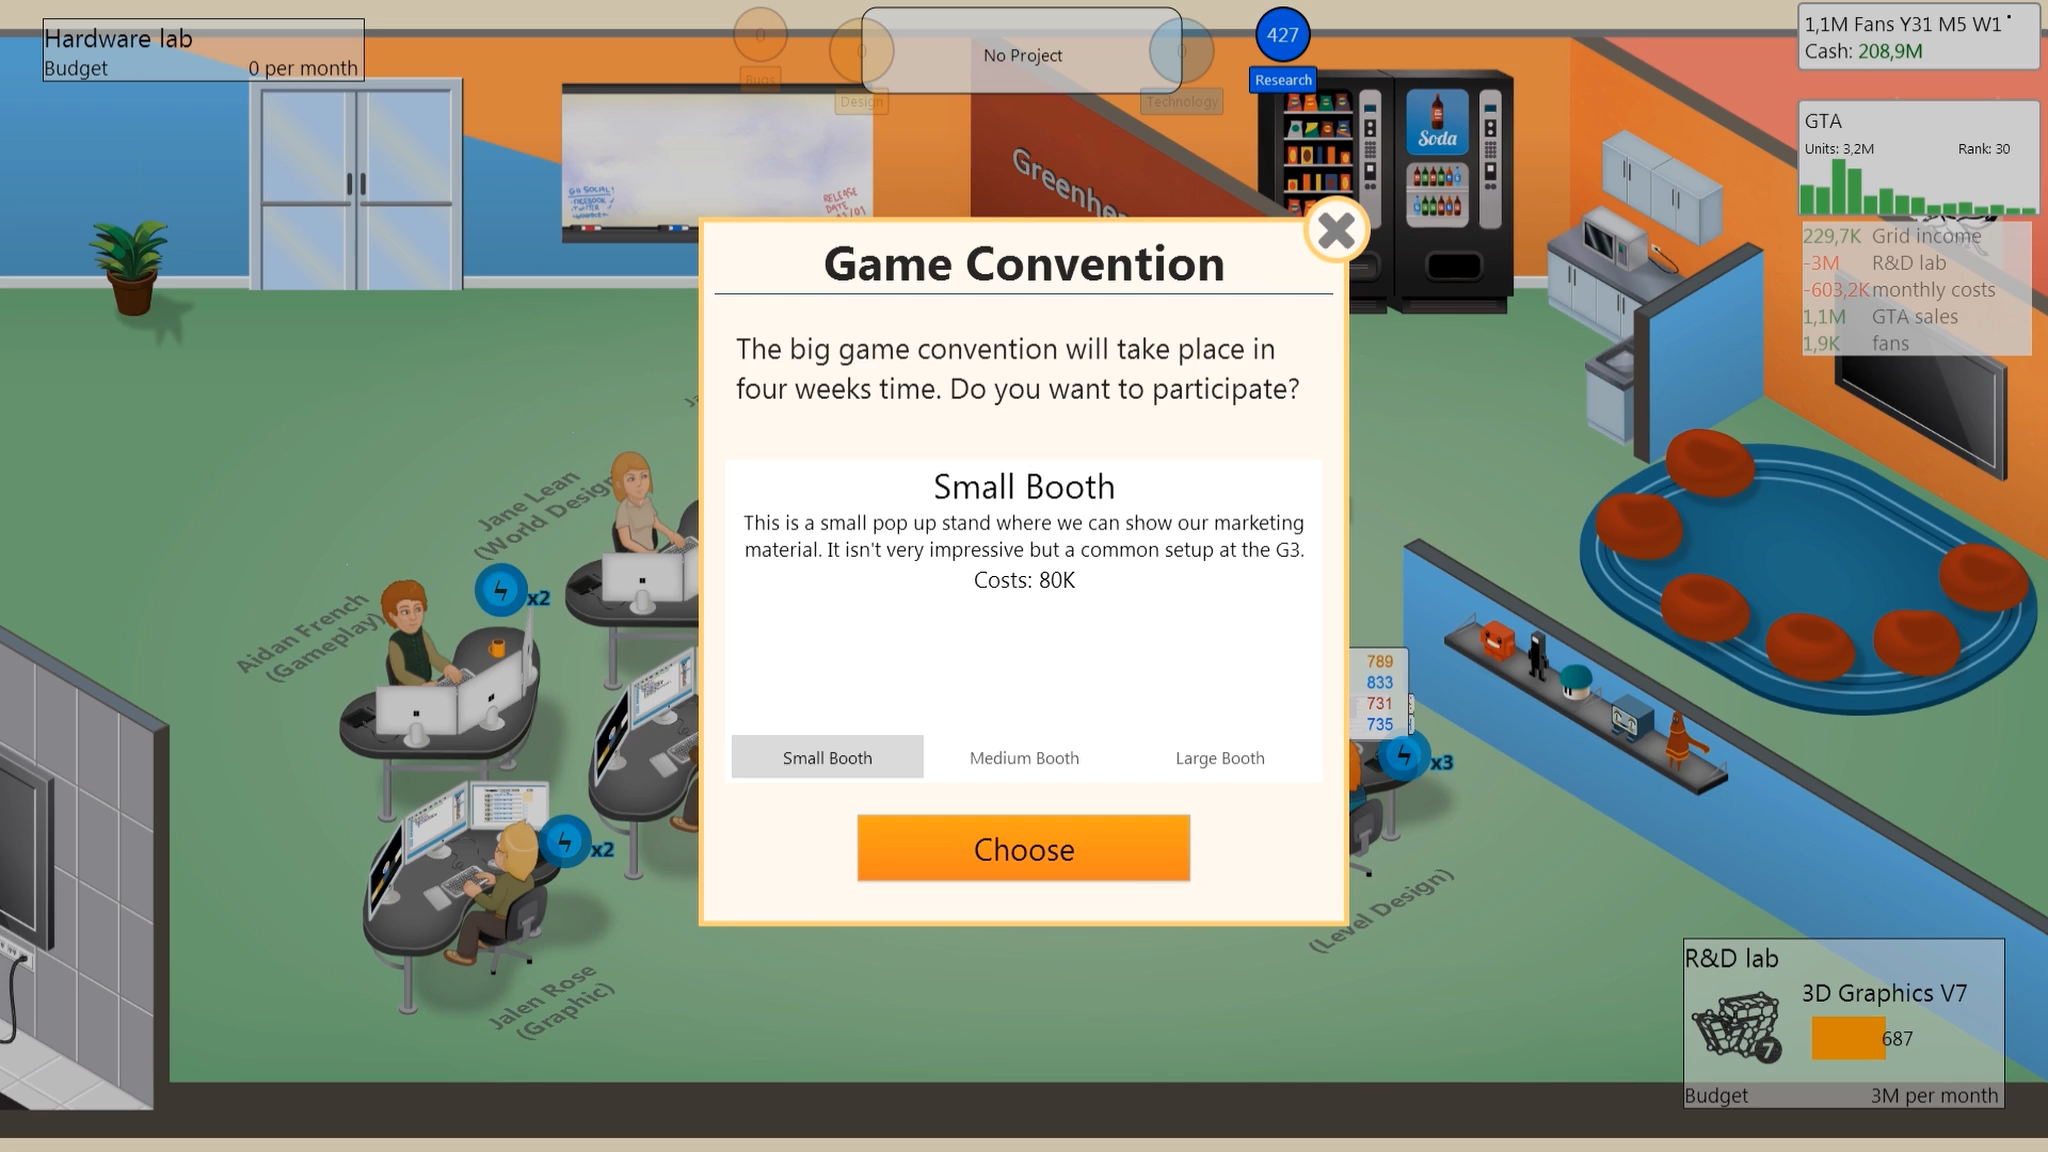 Hardware lab
Budget 0 per month
0
Bugs
0
Design
No Project
0
Technology
427
Research
1,1M Fans Y31 M5 W1
Cash: 208,9M
GTA
Units: 3,2M Rank: 30
229,7K Grid income
-3M R&D lab
-603,2K monthly costs
1,1M GTA sales
1,9K fans
Soda
RELEASE
DATE
Game Convention
The big game convention will take place in
four weeks time. Do you want to participate?
Small Booth
This is a small pop up stand where we can show our marketing
material. It isn't very impressive but a common setup at the G3.
Costs: 80K
Small Booth Medium Booth Large Booth
Choose
Jane Lean
(World Design)
x2
Aidan French
(Gameplay)
x2
Jalen Rose
(Graphic)
789
833
731
735
x3
(Level Design)
R&D lab
3D Graphics V7
7
687
Budget 3M per month